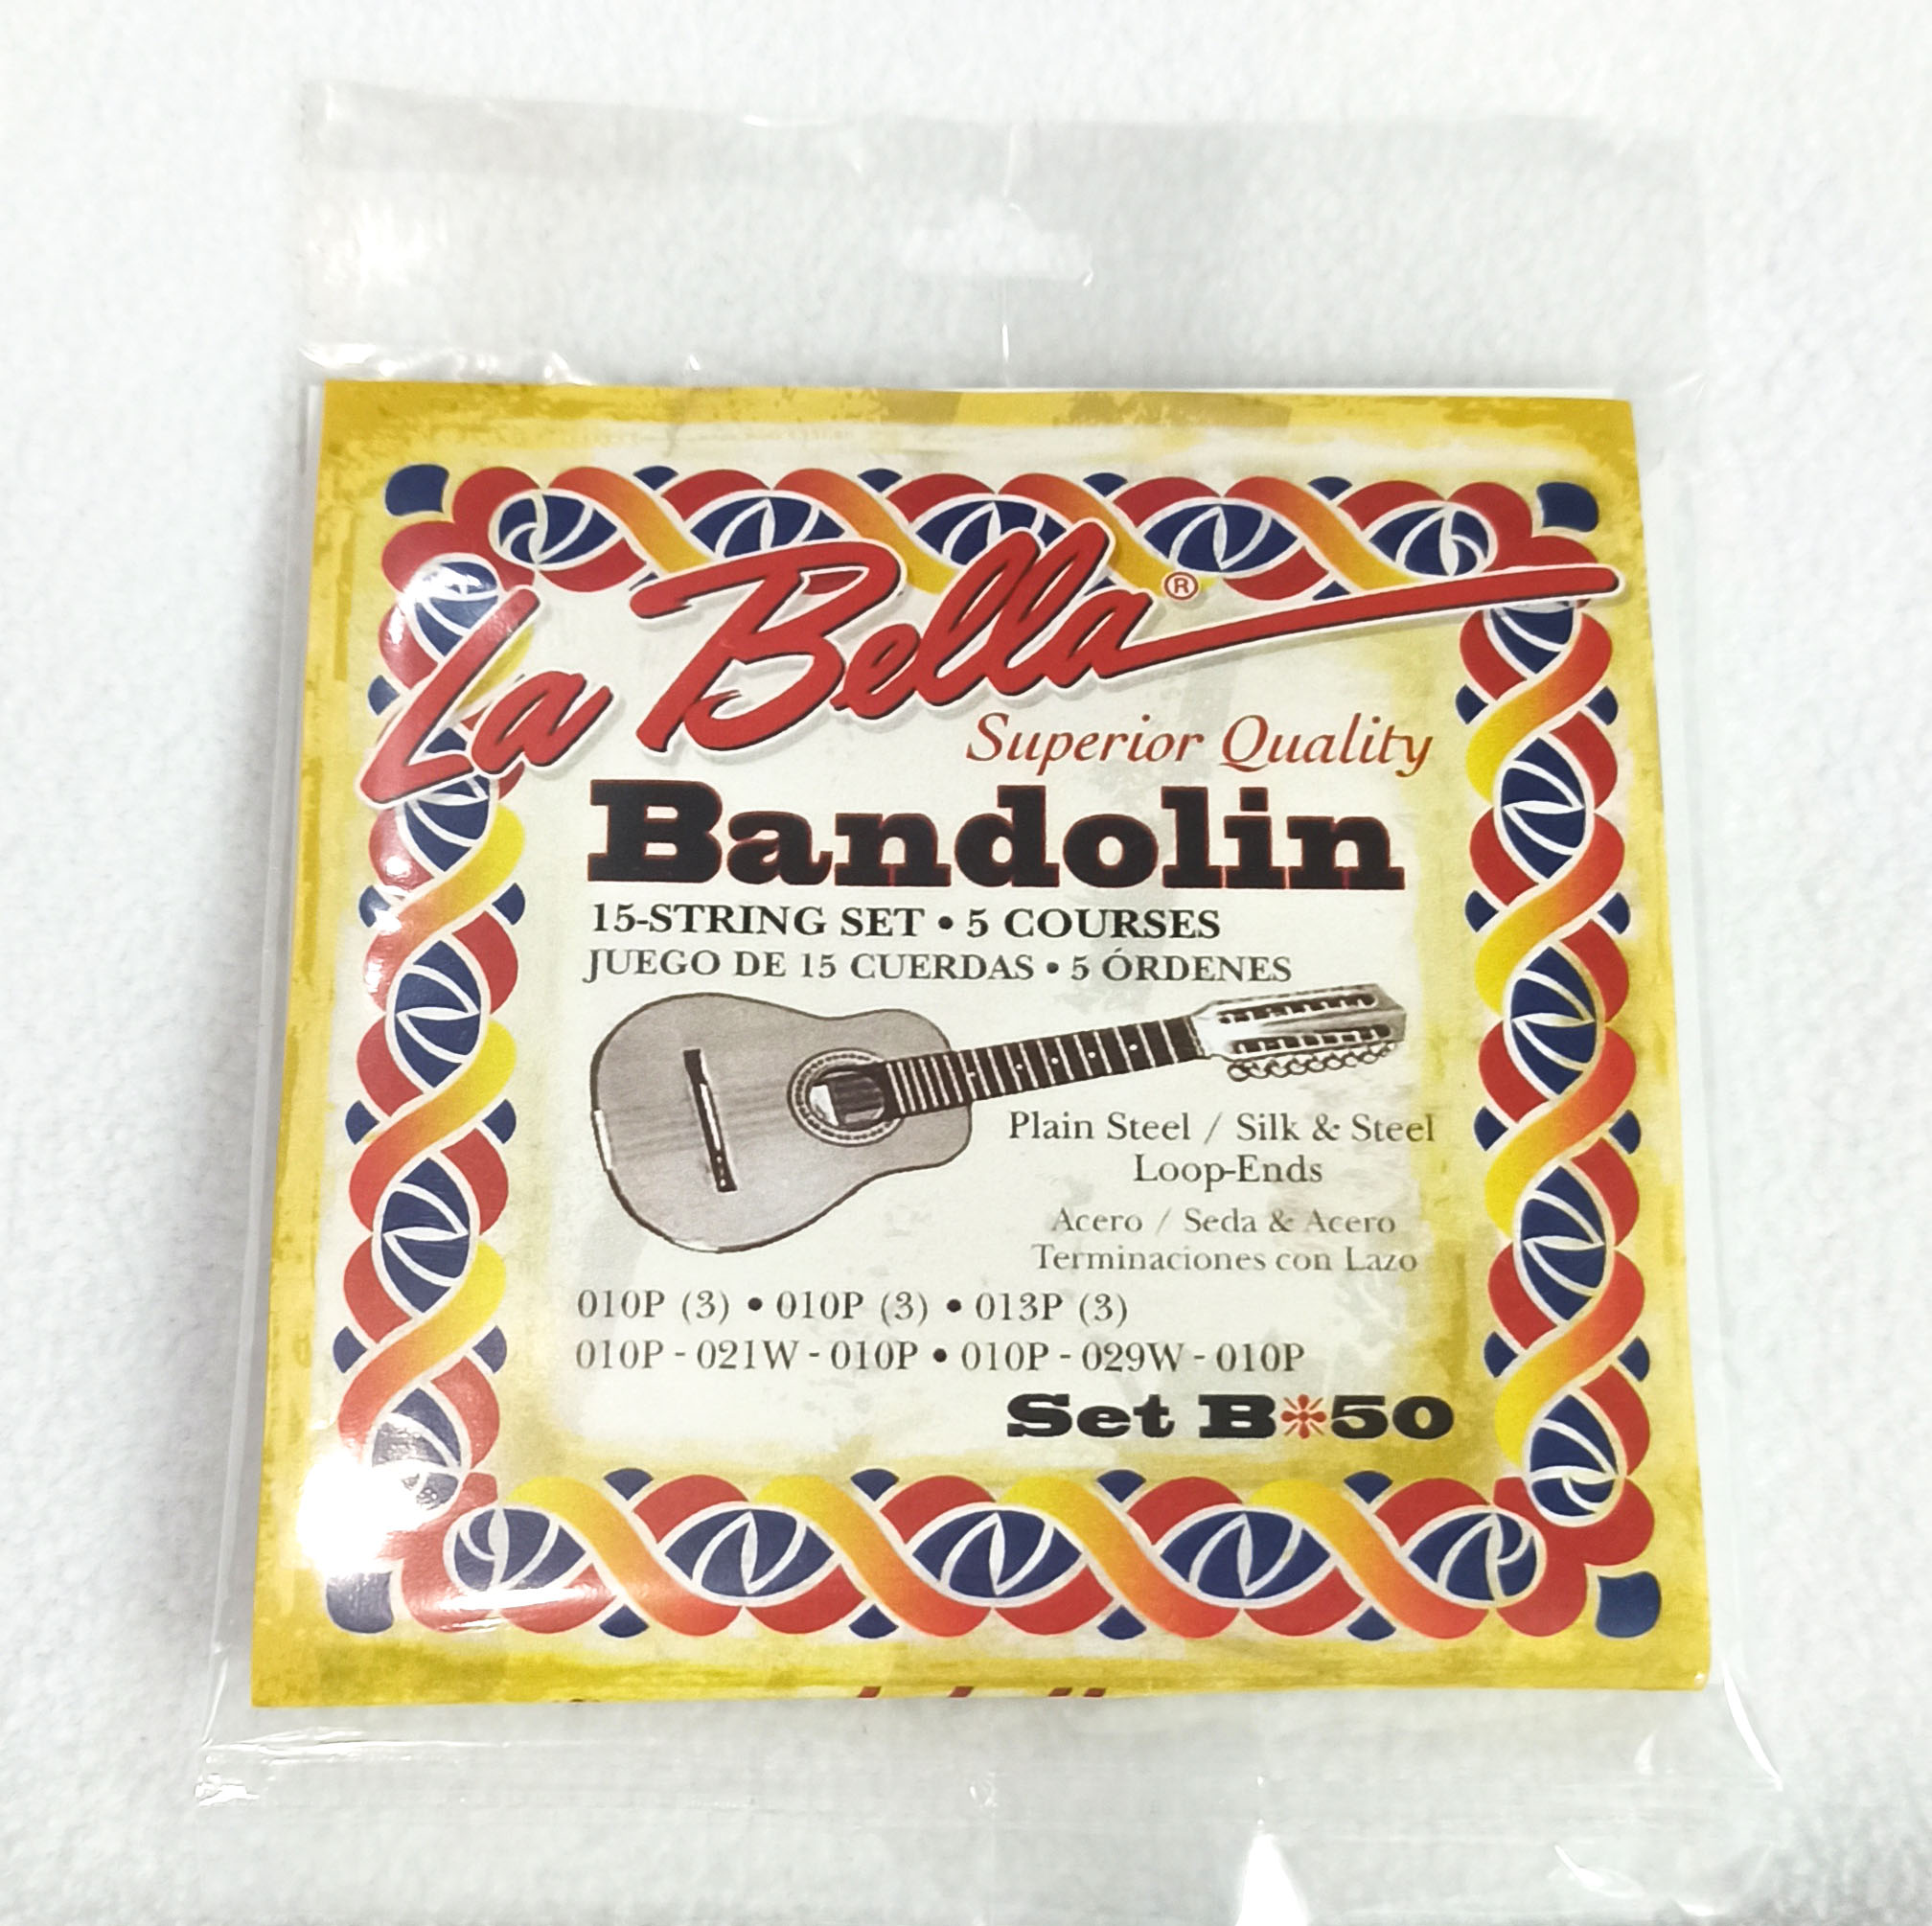 La Bella®
Superior Quality
Bandolin
15-STRING SET • 5 COURSES
JUEGO DE 15 CUERDAS • 5 ÓRDENES
Plain Steel / Silk & Steel
Loop-Ends
Acero / Seda & Acero
Terminaciones con Lazo
010P (3) • 010P (3) • 013P (3)
010P - 021W - 010P • 010P - 029W - 010P
Set B*50